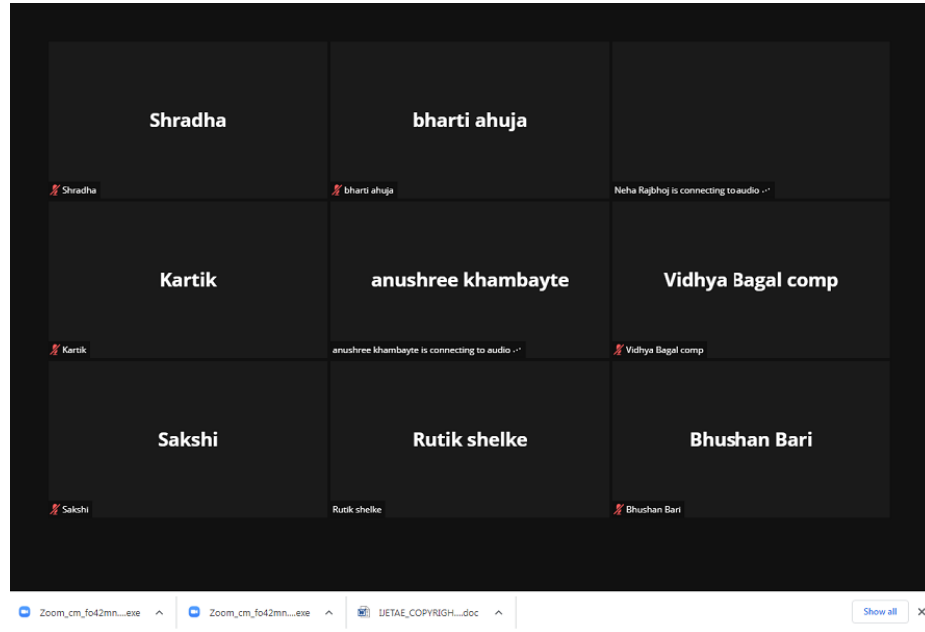 Shradha
bharti ahuja
Shradha
bharti ahuja
Neha Rajbhoj is connecting to audio
Kartik
anushree khambayte
Vidhya Bagal comp
Kartik
anushree khambayte is connecting to audio
Vidhya Bagal comp
Sakshi
Rutik shelke
Bhushan Bari
Sakshi
Rutik shelke
Bhushan Bari
Zoom_cm_fo42mn....exe
Zoom_cm_fo42mn....exe
IJETAE_COPYRIGH....doc
Show all